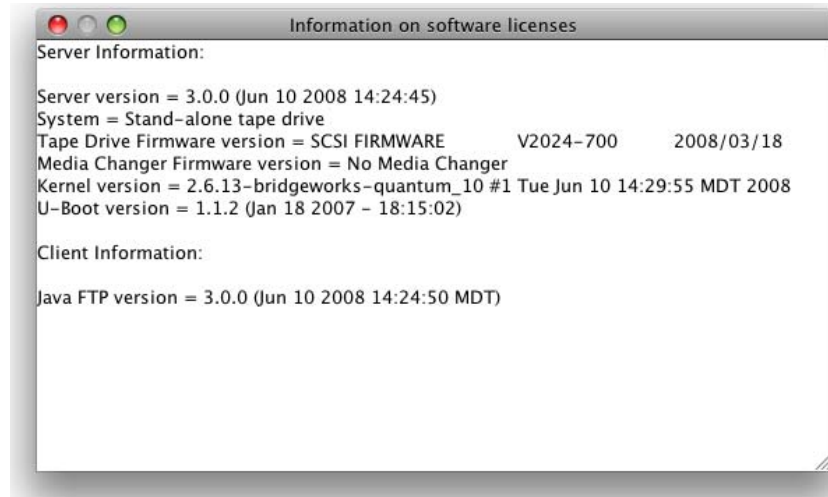 Information on software licenses
Server Information:
Server version = 3.0.0 (Jun 10 2008 14:24:45)
System = Stand-alone tape drive
Tape Drive Firmware version = SCSI FIRMWARE V2024-700 2008/03/18
Media Changer Firmware version = No Media Changer
Kernel version = 2.6.13-bridgeworks-quantum_10 #1 Tue Jun 10 14:29:55 MDT 2008
U-Boot version = 1.1.2 (Jan 18 2007 - 18:15:02)
Client Information:
Java FTP version = 3.0.0 (Jun 10 2008 14:24:50 MDT)